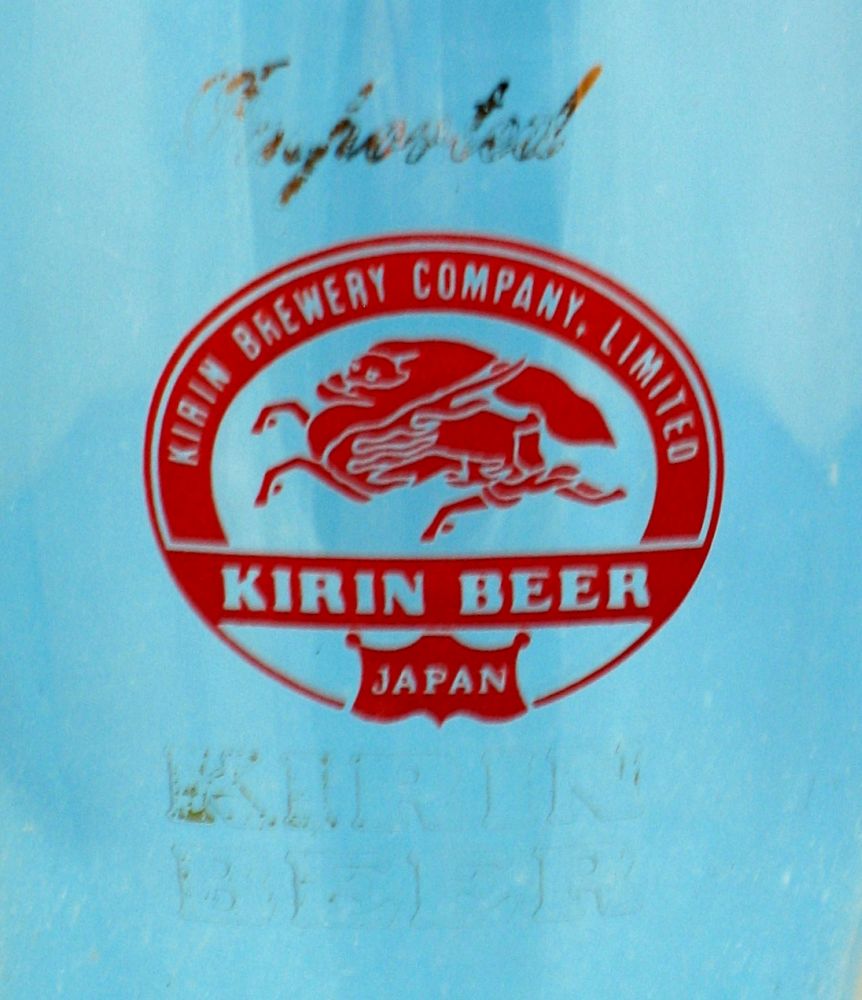 Imported
KIRIN BREWERY COMPANY, LIMITED
KIRIN BEER
JAPAN
KIRIN
BEER